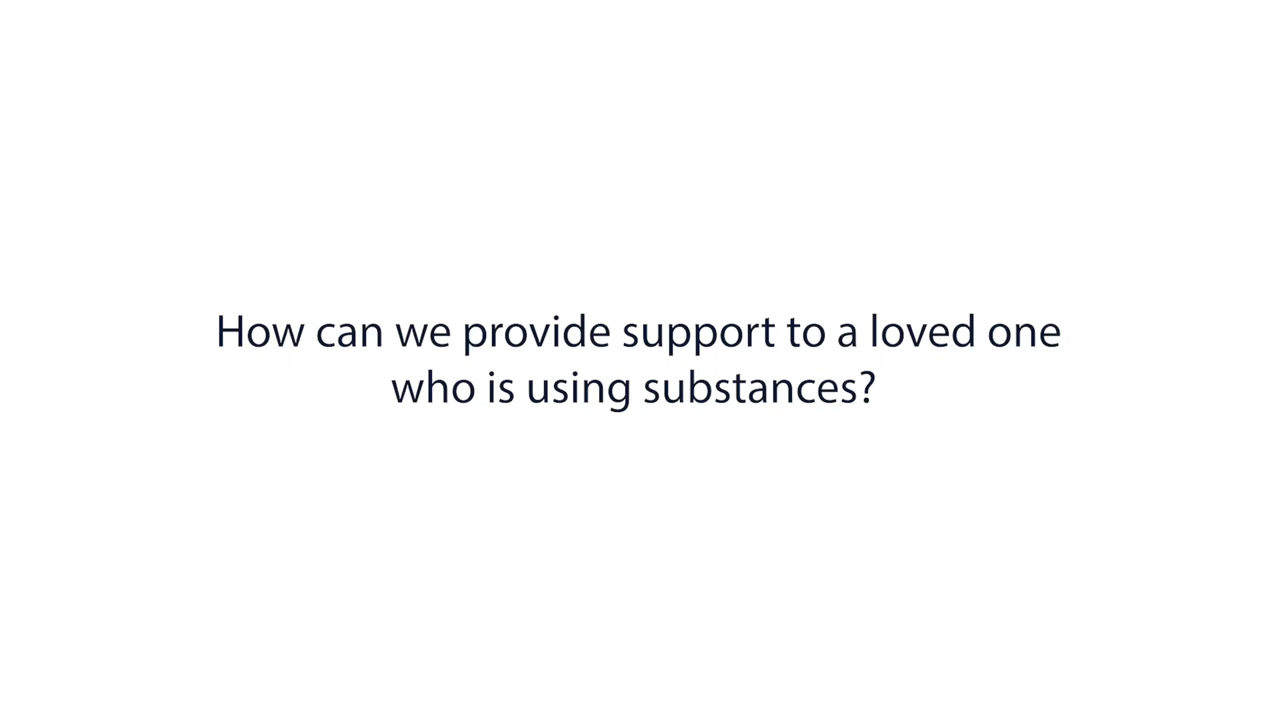 How can we provide support to a loved one
who is using substances?